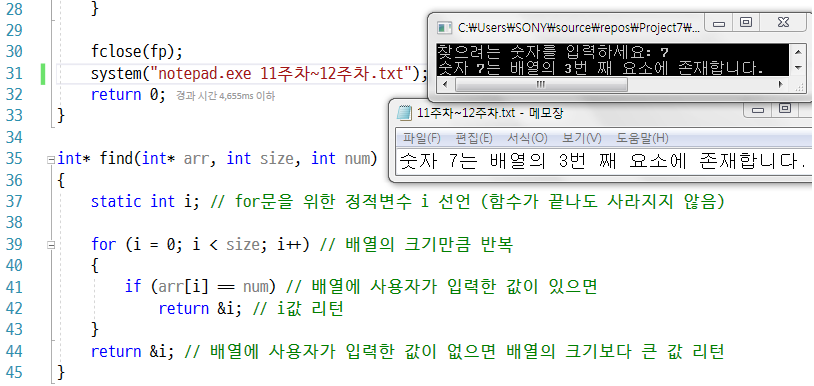 28 }
29
30 fclose(fp);
31 system("notepad.exe 11주차~12주차.txt");
32 return 0; 경과 시간 4,655ms 이하
33 }
34
35 int* find(int* arr, int size, int num)
36 {
37 static int i; // for문을 위한 정적변수 i 선언 (함수가 끝나도 사라지지 않음)
38
39 for (i = 0; i < size; i++) // 배열의 크기만큼 반복
40 {
41 if (arr[i] == num) // 배열에 사용자가 입력한 값이 있으면
42 return &i; // i값 리턴
43 }
44 return &i; // 배열에 사용자가 입력한 값이 없으면 배열의 크기보다 큰 값 리턴
45 }
C:₩Users₩SONY₩source₩repos₩Project7₩...
찾으려는 숫자를 입력하세요: 7
숫자 7는 배열의 3번 째 요소에 존재합니다.
11주차~12주차.txt - 메모장
파일(F) 편집(E) 서식(O) 보기(V) 도움말(H)
숫자 7는 배열의 3번 째 요소에 존재합니다.